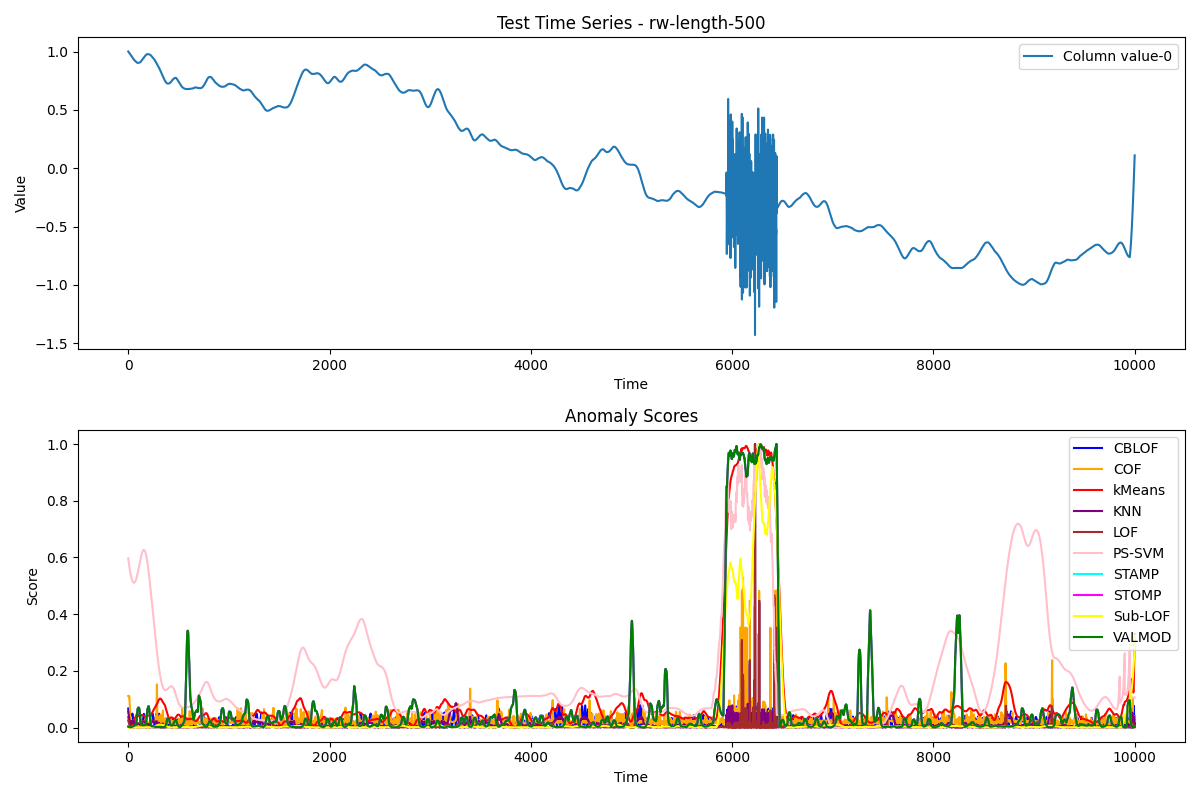 Test Time Series - rw-length-500
1.0
0.5
0.0
−0.5
−1.0
−1.5
Value
Column value-0
0 2000 4000 6000 8000 10000
Time
Anomaly Scores
1.0
0.8
0.6
0.4
0.2
0.0
Score
CBLOF
COF
kMeans
KNN
LOF
PS-SVM
STAMP
STOMP
Sub-LOF
VALMOD
0 2000 4000 6000 8000 10000
Time